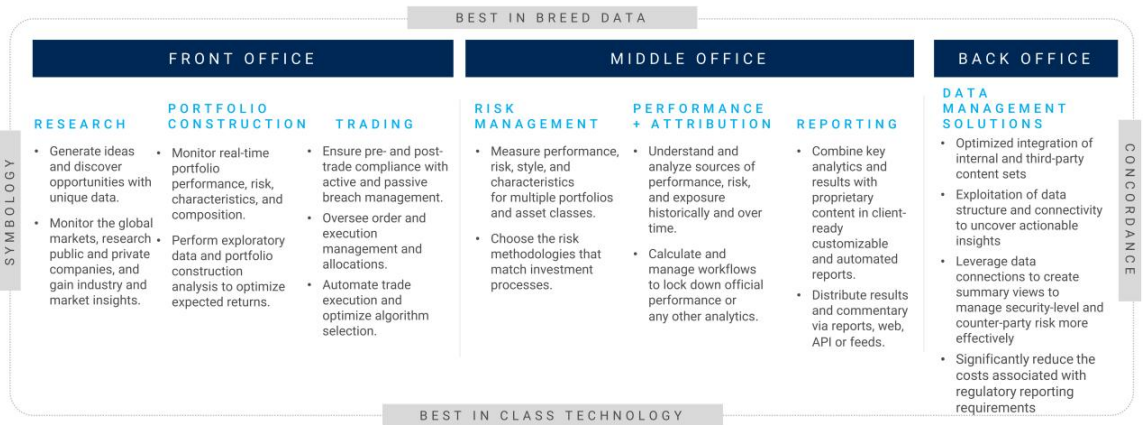 BEST IN BREED DATA
FRONT OFFICE
MIDDLE OFFICE
BACK OFFICE
SYMBOLOGY
RESEARCH
• Generate ideas
and discover
opportunities with
unique data.
• Monitor the global
markets, research
public and private
companies, and
gain industry and
market insights.
PORTFOLIO
CONSTRUCTION
• Monitor real-time
portfolio
performance, risk,
characteristics, and
composition.
• Perform exploratory
data and portfolio
construction
analysis to optimize
expected returns.
TRADING
• Ensure pre- and post-
trade compliance with
active and passive
breach management.
• Oversee order and
execution
management and
allocations.
• Automate trade
execution and
optimize algorithm
selection.
RISK
MANAGEMENT
• Measure performance,
risk, style, and
characteristics
for multiple portfolios
and asset classes.
• Choose the risk
methodologies that
match investment
processes.
PERFORMANCE
+ ATTRIBUTION
• Understand and
analyze sources of
performance, risk,
and exposure
historically and over
time.
• Calculate and
manage workflows
to lock down official
performance or
any other analytics.
REPORTING
• Combine key
analytics and
results with
proprietary
content in client-
ready
customizable
and automated
reports.
• Distribute results
and commentary
via reports, web,
API or feeds.
DATA
MANAGEMENT
SOLUTIONS
• Optimized integration of
internal and third-party
content sets
• Exploitation of data
structure and connectivity
to uncover actionable
insights
• Leverage data
connections to create
summary views to
manage security-level and
counter-party risk more
effectively
• Significantly reduce the
costs associated with
regulatory reporting
requirements
CONCORDANCE
BEST IN CLASS TECHNOLOGY